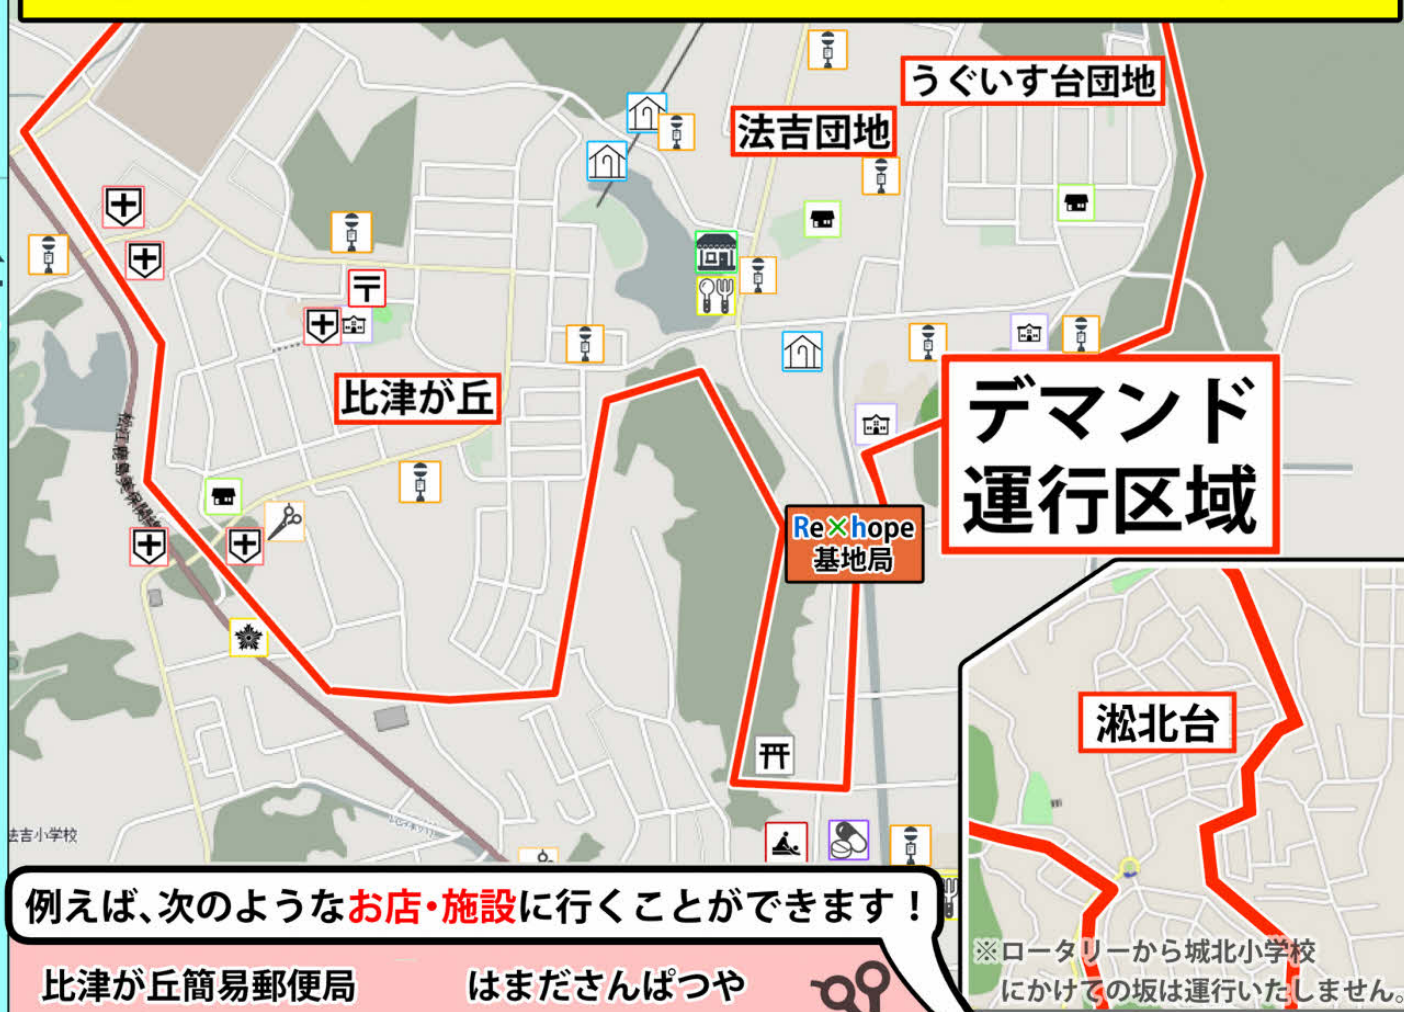 うぐいす台団地
法吉団地
比津が丘
デマンド
運行区域
Re×hope
基地局
淞北台
法吉小学校
※ロータリーから城北小学校
にかけての坂は運行いたしません。
例えば、次のようなお店・施設に行くことができます！
比津が丘簡易郵便局
はまださんぱつや